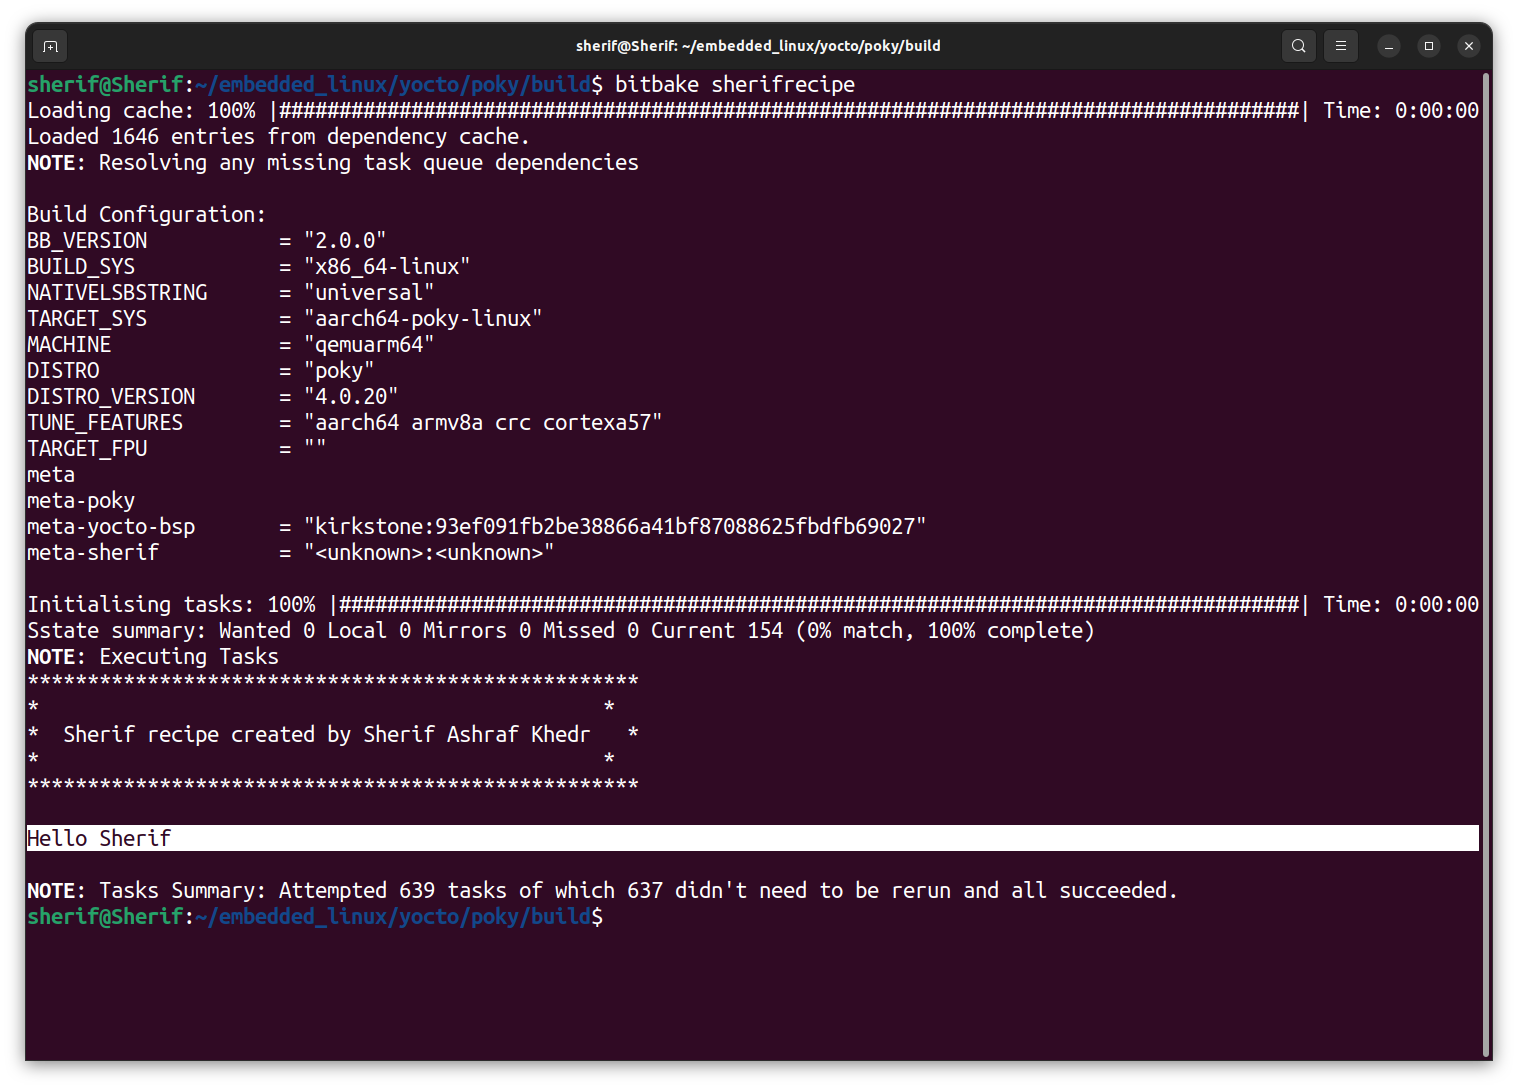 sherif@Sherif: ~/embedded_linux/yocto/poky/build
sherif@Sherif:~/embedded_linux/yocto/poky/build$ bitbake sherifrecipe
Loading cache: 100% |#####################################################################################| Time: 0:00:00
Loaded 1646 entries from dependency cache.
NOTE: Resolving any missing task queue dependencies

Build Configuration:
BB_VERSION           = "2.0.0"
BUILD_SYS            = "x86_64-linux"
NATIVELSBSTRING      = "universal"
TARGET_SYS           = "aarch64-poky-linux"
MACHINE              = "qemuarm64"
DISTRO               = "poky"
DISTRO_VERSION       = "4.0.20"
TUNE_FEATURES        = "aarch64 armv8a crc cortexa57"
TARGET_FPU           = ""
meta
meta-poky
meta-yocto-bsp       = "kirkstone:93ef091fb2be38866a41bf87088625fbdfb69027"
meta-sherif          = "<unknown>:<unknown>"

Initialising tasks: 100% |################################################################################| Time: 0:00:00
Sstate summary: Wanted 0 Local 0 Mirrors 0 Missed 0 Current 154 (0% match, 100% complete)
NOTE: Executing Tasks
***************************************************
*                                               *
*  Sherif recipe created by Sherif Ashraf Khedr   *
*                                               *
***************************************************

Hello Sherif

NOTE: Tasks Summary: Attempted 639 tasks of which 637 didn't need to be rerun and all succeeded.
sherif@Sherif:~/embedded_linux/yocto/poky/build$